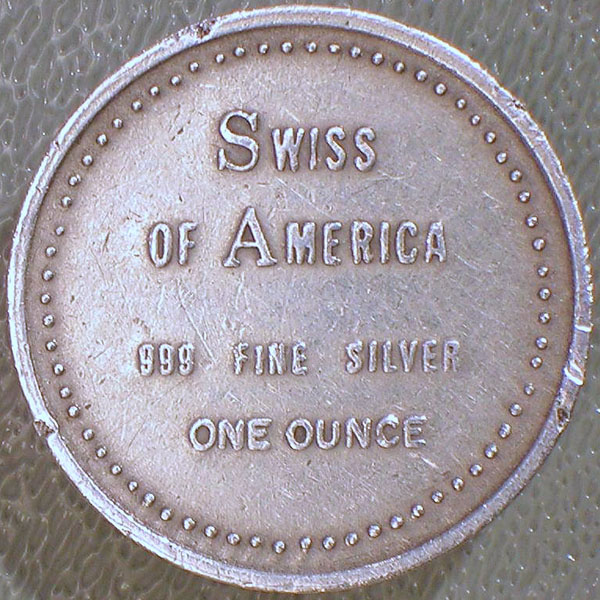 SWISS
OF AMERICA
999 FINE SILVER
ONE OUNCE